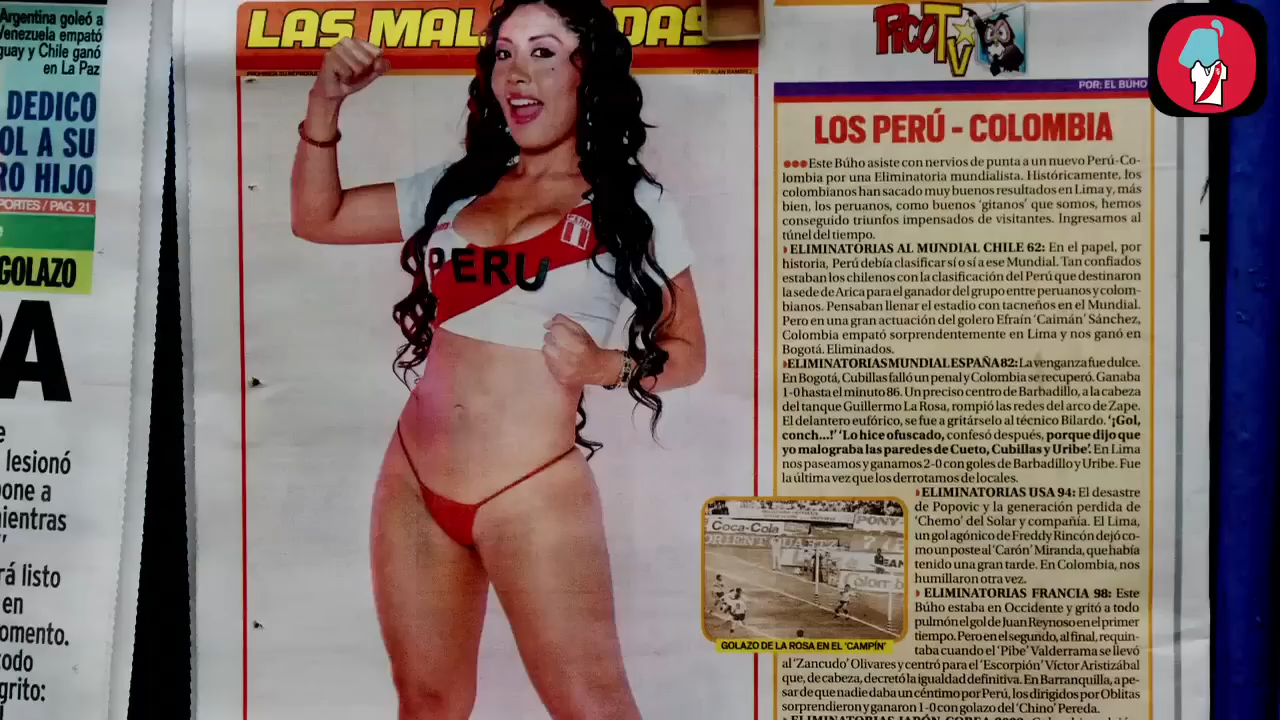 Argentina goleó a
Venezuela empató
guay y Chile ganó
en La Paz
DEDICO
OL A SU
RO HIJO
PORTES / PAG. 21
GOLAZO
A
lesionó
pone a
mientras
"
rá listo
en
omento.
todo
grito:
LAS MAL DAS
PERU
PERU
PICO TV
POR: EL BÚHO
LOS PERÚ - COLOMBIA
Este Búho asiste con nervios de punta a un nuevo Perú-Co-
lombia por una Eliminatoria mundialista. Históricamente, los
colombianos han sacado muy buenos resultados en Lima y, más
bien, los peruanos, como buenos 'gitanos' que somos, hemos
conseguido triunfos impensados de visitantes. Ingresamos al
túnel del tiempo.
ELIMINATORIAS AL MUNDIAL CHILE 62: En el papel, por
historia, Perú debía clasificar sí o sí a ese Mundial. Tan confiados
estaban los chilenos con la clasificación del Perú que destinaron
la sede de Arica para el ganador del grupo entre peruanos y colom-
bianos. Pensaban llenar el estadio con tacneños en el Mundial.
Pero en una gran actuación del golero Efraín 'Caimán' Sánchez,
Colombia empató sorprendentemente en Lima y nos ganó en
Bogotá. Eliminados.
ELIMINATORIAS MUNDIAL ESPAÑA 82: La venganza fue dulce.
En Bogotá, Cubillas falló un penal y Colombia se recuperó. Ganaba
1-0 hasta el minuto 86. Un preciso centro de Barbadillo, a la cabeza
del tanque Guillermo La Rosa, rompió las redes del arco de Zape.
El delantero eufórico, se fue a gritárselo al técnico Bilardo. '¡Gol,
conch...!' 'Lo hice ofuscado, confesó después, porque dijo que
yo malograba las paredes de Cueto, Cubillas y Uribe'. En Lima
nos paseamos y ganamos 2-0 con goles de Barbadillo y Uribe. Fue
la última vez que los derrotamos de locales.
ELIMINATORIAS USA 94: El desastre
de Popovic y la generación perdida de
'Chemo' del Solar y compañía. El Lima,
un gol agónico de Freddy Rincón dejó co-
mo un poste al 'Carón' Miranda, que había
tenido una gran tarde. En Colombia, nos
humillaron otra vez.
ELIMINATORIAS FRANCIA 98: Este
Búho estaba en Occidente y gritó a todo
pulmón el gol de Juan Reynoso en el primer
tiempo. Pero en el segundo, al final, requin-
taba cuando el 'Pibe' Valderrama se llevó
al 'Zancudo' Olivares y centró para el 'Escorpión' Víctor Aristizábal
que, de cabeza, decretó la igualdad definitiva. En Barranquilla, a pe-
sar de que nadie daba un céntimo por Perú, los dirigidos por Oblitas
sorprendieron y ganaron 1-0 con golazo del 'Chino' Pereda.
Coca-Cola
PONY
ORIENT QUARTZ
GOLAZO DE LA ROSA EN EL 'CAMPÍN'